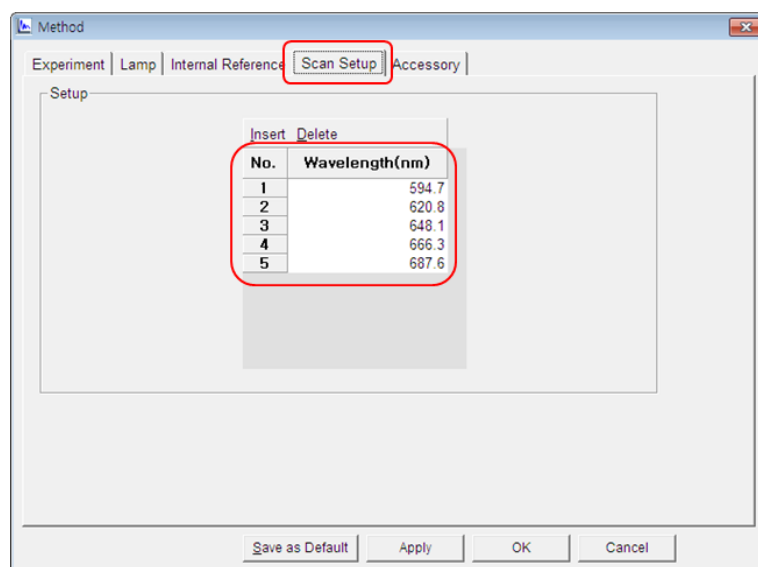 Method
Experiment Lamp Internal Reference Scan Setup Accessory
Setup
Insert Delete
No. Wavelength(nm)
1 594.7
2 620.8
3 648.1
4 666.3
5 687.6
Save as Default Apply OK Cancel